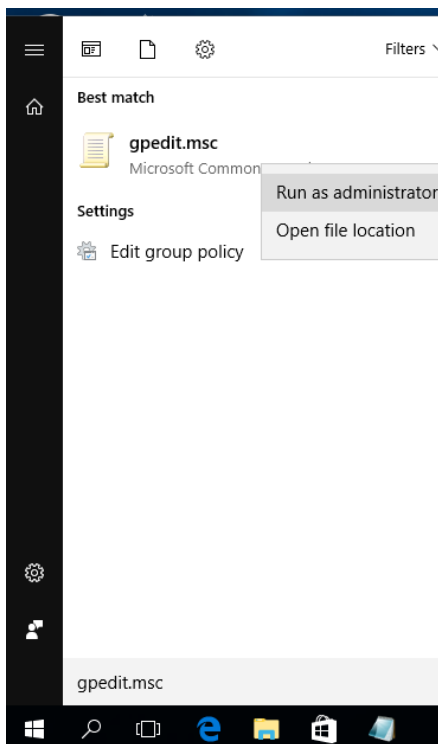 Filters
Best match
gpedit.msc
Microsoft Common
Run as administrator
Settings
Open file location
Edit group policy
gpedit.msc